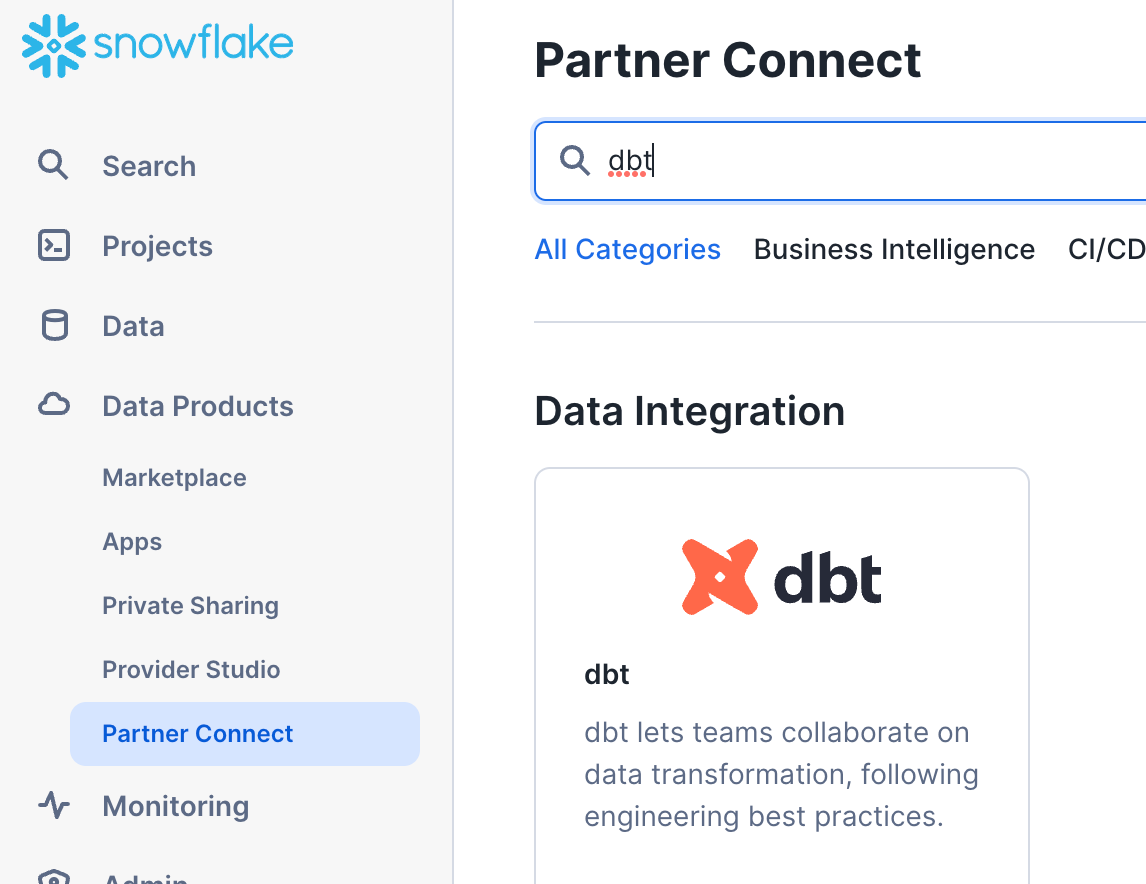 snowflake
Search
Projects
Data
Data Products
Marketplace
Apps
Private Sharing
Provider Studio
Partner Connect
Monitoring
Admin
Partner Connect
dbt
All Categories Business Intelligence CI/CD
Data Integration
dbt
dbt
dbt lets teams collaborate on
data transformation, following
engineering best practices.